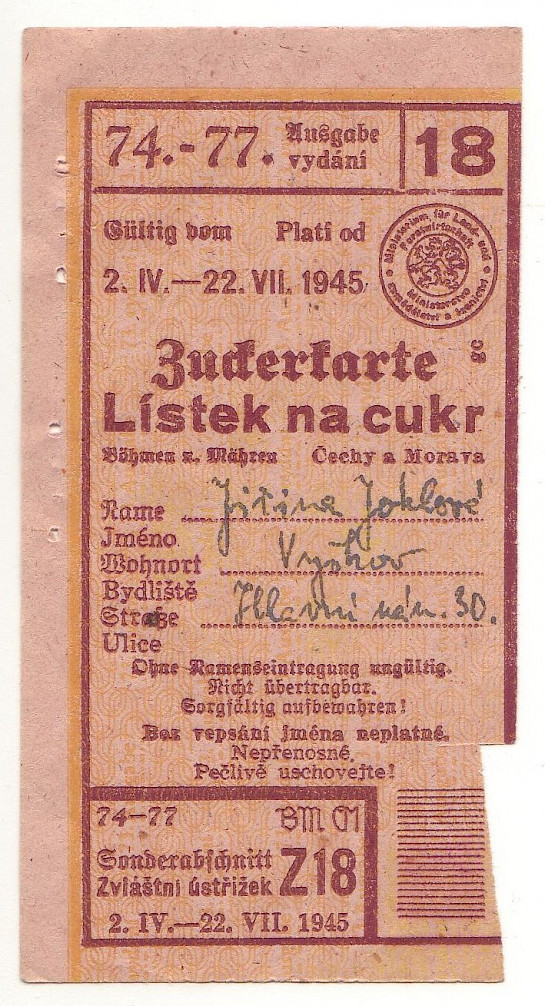 74.-77. Ausgabe vydání 18
Gültig vom Platí od
2. IV.—22. VII. 1945
Ministerium für Land- und Forstwirtschaft
Ministerstvo zemědělství a lesnictví
Zuckerkarte
Lístek na cukr
Böhmen u. Mähren Čechy a Morava
Name Jiřina Joklová
Jméno
Wohnort Vyškov
Bydliště
Straße Hlavní nám. 30.
Ulice
Ohne Namenseintragung ungültig.
Nicht übertragbar.
Sorgfältig aufbewahren!
Bez vepsání jména neplatné.
Nepřenosné.
Pečlivě uschovejte!
74-77 BM ČM
Sonderabschnitt
Zvláštní ústřižek Z18
2. IV.—22. VII. 1945